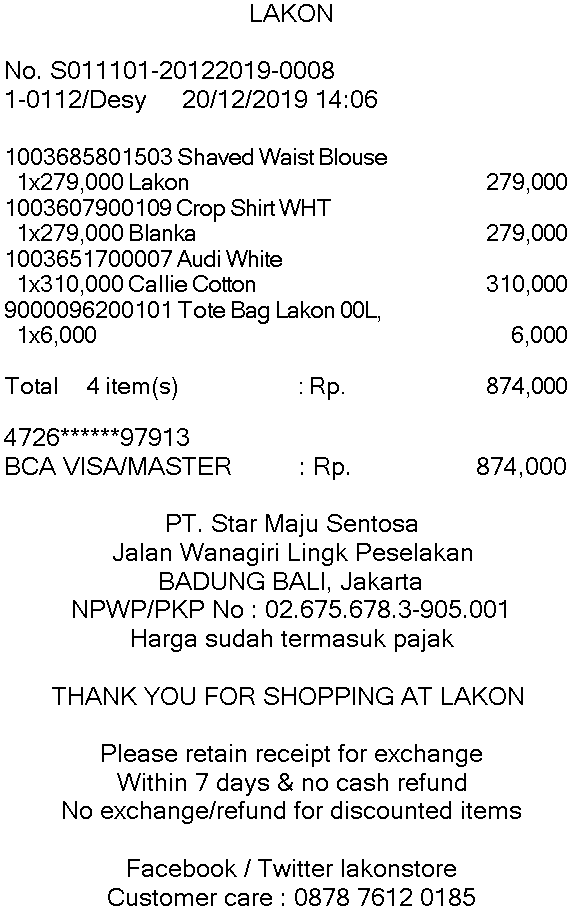 LAKON
No. S011101-20122019-0008
1-0112/Desy 20/12/2019 14:06
1003685801503 Shaved Waist Blouse
1x279,000 Lakon 279,000
1003607900109 Crop Shirt WHT
1x279,000 Blanka 279,000
1003651700007 Audi White
1x310,000 Callie Cotton 310,000
9000096200101 Tote Bag Lakon 00L,
1x6,000 6,000
Total 4 item(s) : Rp. 874,000
4726******97913
BCA VISA/MASTER : Rp. 874,000
PT. Star Maju Sentosa
Jalan Wanagiri Lingk Peselakan
BADUNG BALI, Jakarta
NPWP/PKP No : 02.675.678.3-905.001
Harga sudah termasuk pajak
THANK YOU FOR SHOPPING AT LAKON
Please retain receipt for exchange
Within 7 days & no cash refund
No exchange/refund for discounted items
Facebook / Twitter lakonstore
Customer care : 0878 7612 0185